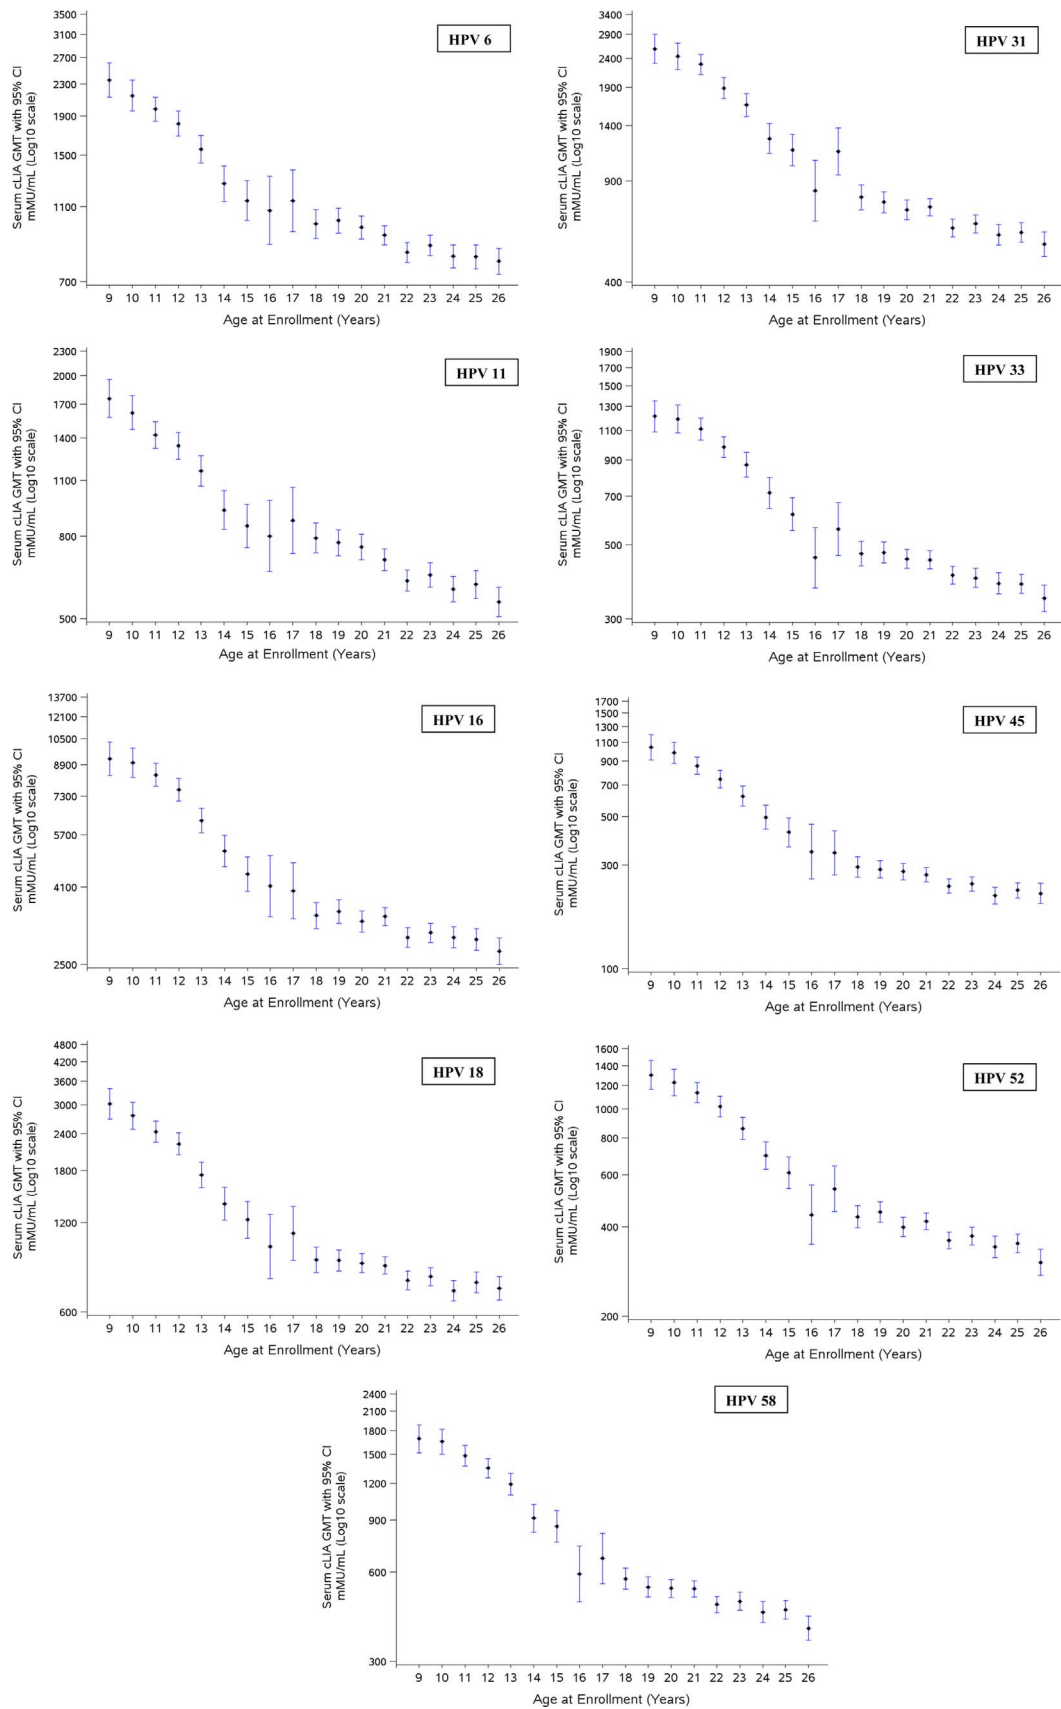 HPV 6
Serum cLIA GMT with 95% CI
mMU/mL (Log10 scale)
3500
3100
2700
2300
1900
1500
1100
700
9 10 11 12 13 14 15 16 17 18 19 20 21 22 23 24 25 26
Age at Enrollment (Years)
HPV 31
Serum cLIA GMT with 95% CI
mMU/mL (Log10 scale)
3400
2900
2400
1900
1400
900
400
9 10 11 12 13 14 15 16 17 18 19 20 21 22 23 24 25 26
Age at Enrollment (Years)
HPV 11
Serum cLIA GMT with 95% CI
mMU/mL (Log10 scale)
2300
2000
1700
1400
1100
800
500
9 10 11 12 13 14 15 16 17 18 19 20 21 22 23 24 25 26
Age at Enrollment (Years)
HPV 33
Serum cLIA GMT with 95% CI
mMU/mL (Log10 scale)
1900
1700
1500
1300
1100
900
700
500
300
9 10 11 12 13 14 15 16 17 18 19 20 21 22 23 24 25 26
Age at Enrollment (Years)
HPV 16
Serum cLIA GMT with 95% CI
mMU/mL (Log10 scale)
13700
12100
10500
8900
7300
5700
4100
2500
9 10 11 12 13 14 15 16 17 18 19 20 21 22 23 24 25 26
Age at Enrollment (Years)
HPV 45
Serum cLIA GMT with 95% CI
mMU/mL (Log10 scale)
1700
1500
1300
1100
900
700
500
300
100
9 10 11 12 13 14 15 16 17 18 19 20 21 22 23 24 25 26
Age at Enrollment (Years)
HPV 18
Serum cLIA GMT with 95% CI
mMU/mL (Log10 scale)
4800
4200
3600
3000
2400
1800
1200
600
9 10 11 12 13 14 15 16 17 18 19 20 21 22 23 24 25 26
Age at Enrollment (Years)
HPV 52
Serum cLIA GMT with 95% CI
mMU/mL (Log10 scale)
1600
1400
1200
1000
800
600
400
200
9 10 11 12 13 14 15 16 17 18 19 20 21 22 23 24 25 26
Age at Enrollment (Years)
HPV 58
Serum cLIA GMT with 95% CI
mMU/mL (Log10 scale)
2400
2100
1800
1500
1200
900
600
300
9 10 11 12 13 14 15 16 17 18 19 20 21 22 23 24 25 26
Age at Enrollment (Years)